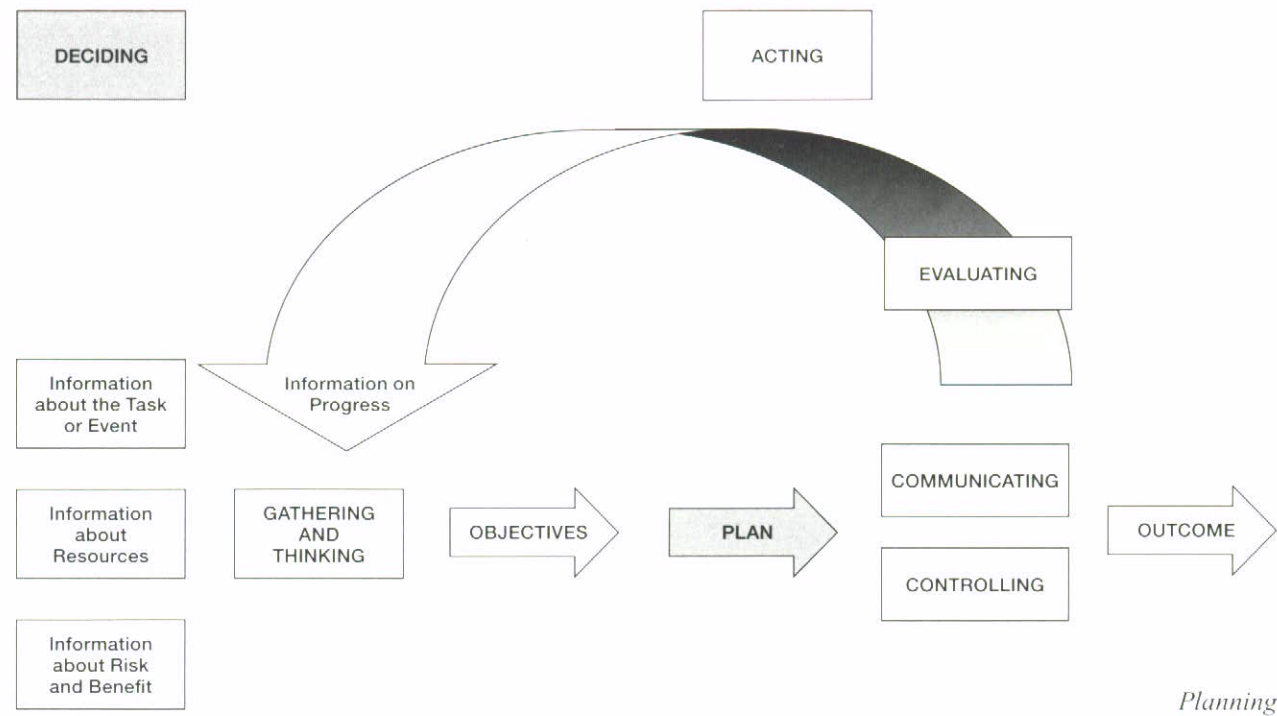 DECIDING
ACTING
EVALUATING
Information
about the Task
or Event
Information on
Progress
Information
about
Resources
GATHERING
AND
THINKING
OBJECTIVES
PLAN
COMMUNICATING
CONTROLLING
OUTCOME
Information
about Risk
and Benefit
Planning